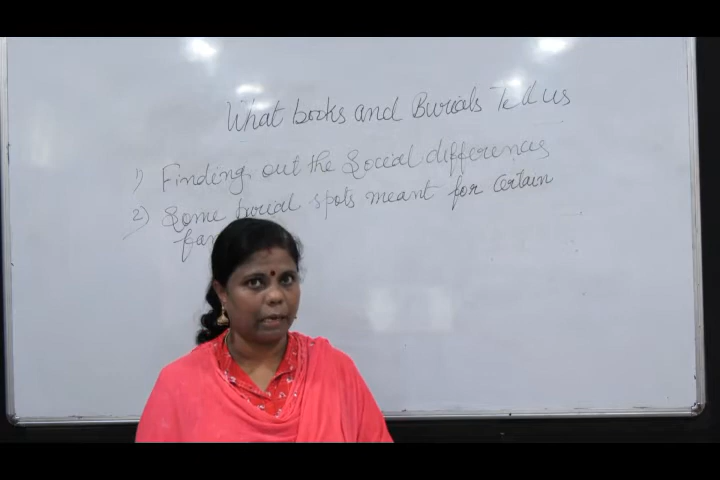 What books and Burials Tell us
1) Finding out the Social differences
2) Some burial spots meant for Certain